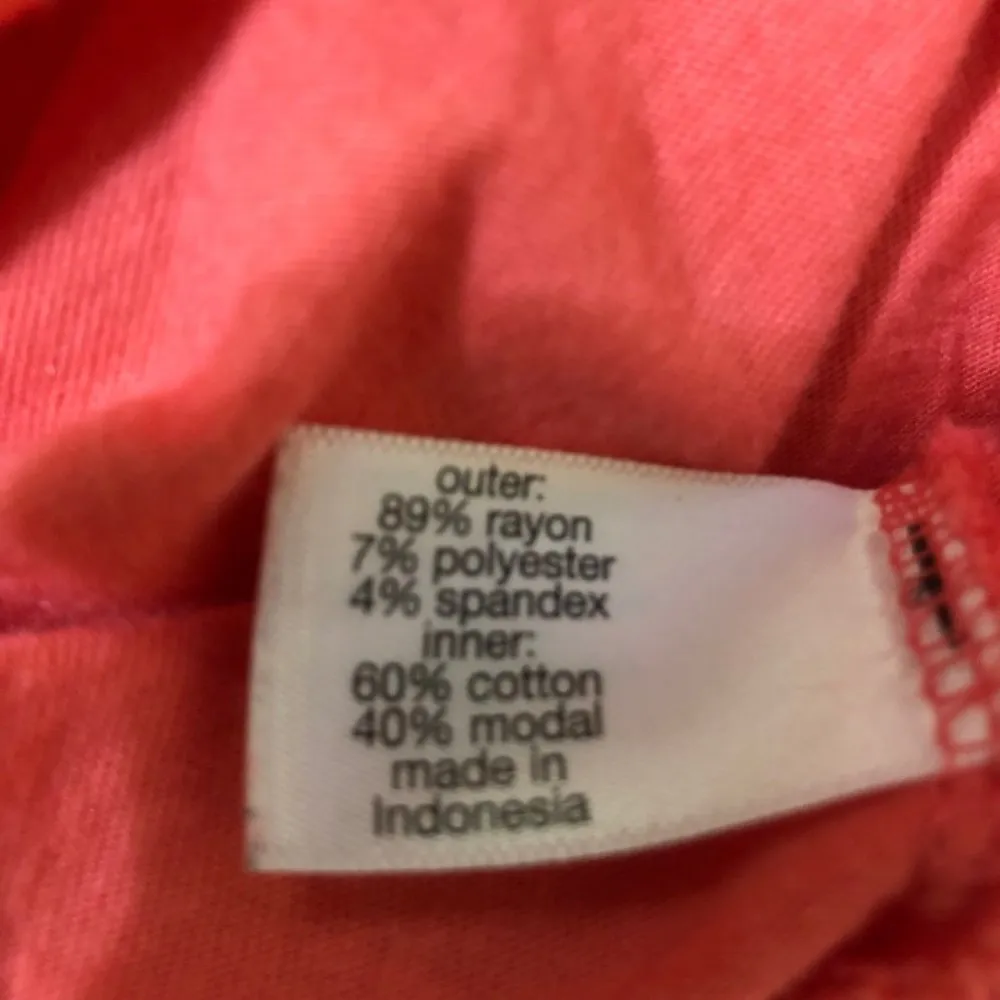 outer:
89% rayon
7% polyester
4% spandex
inner:
60% cotton
40% modal
made in
Indonesia